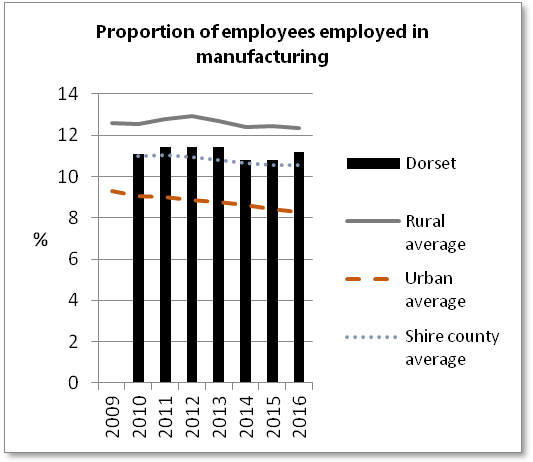 Proportion of employees employed in
manufacturing
14
12
10
8
6
4
2
0
%
2009
2010
2011
2012
2013
2014
2015
2016
Dorset
Rural
average
Urban
average
Shire county
average